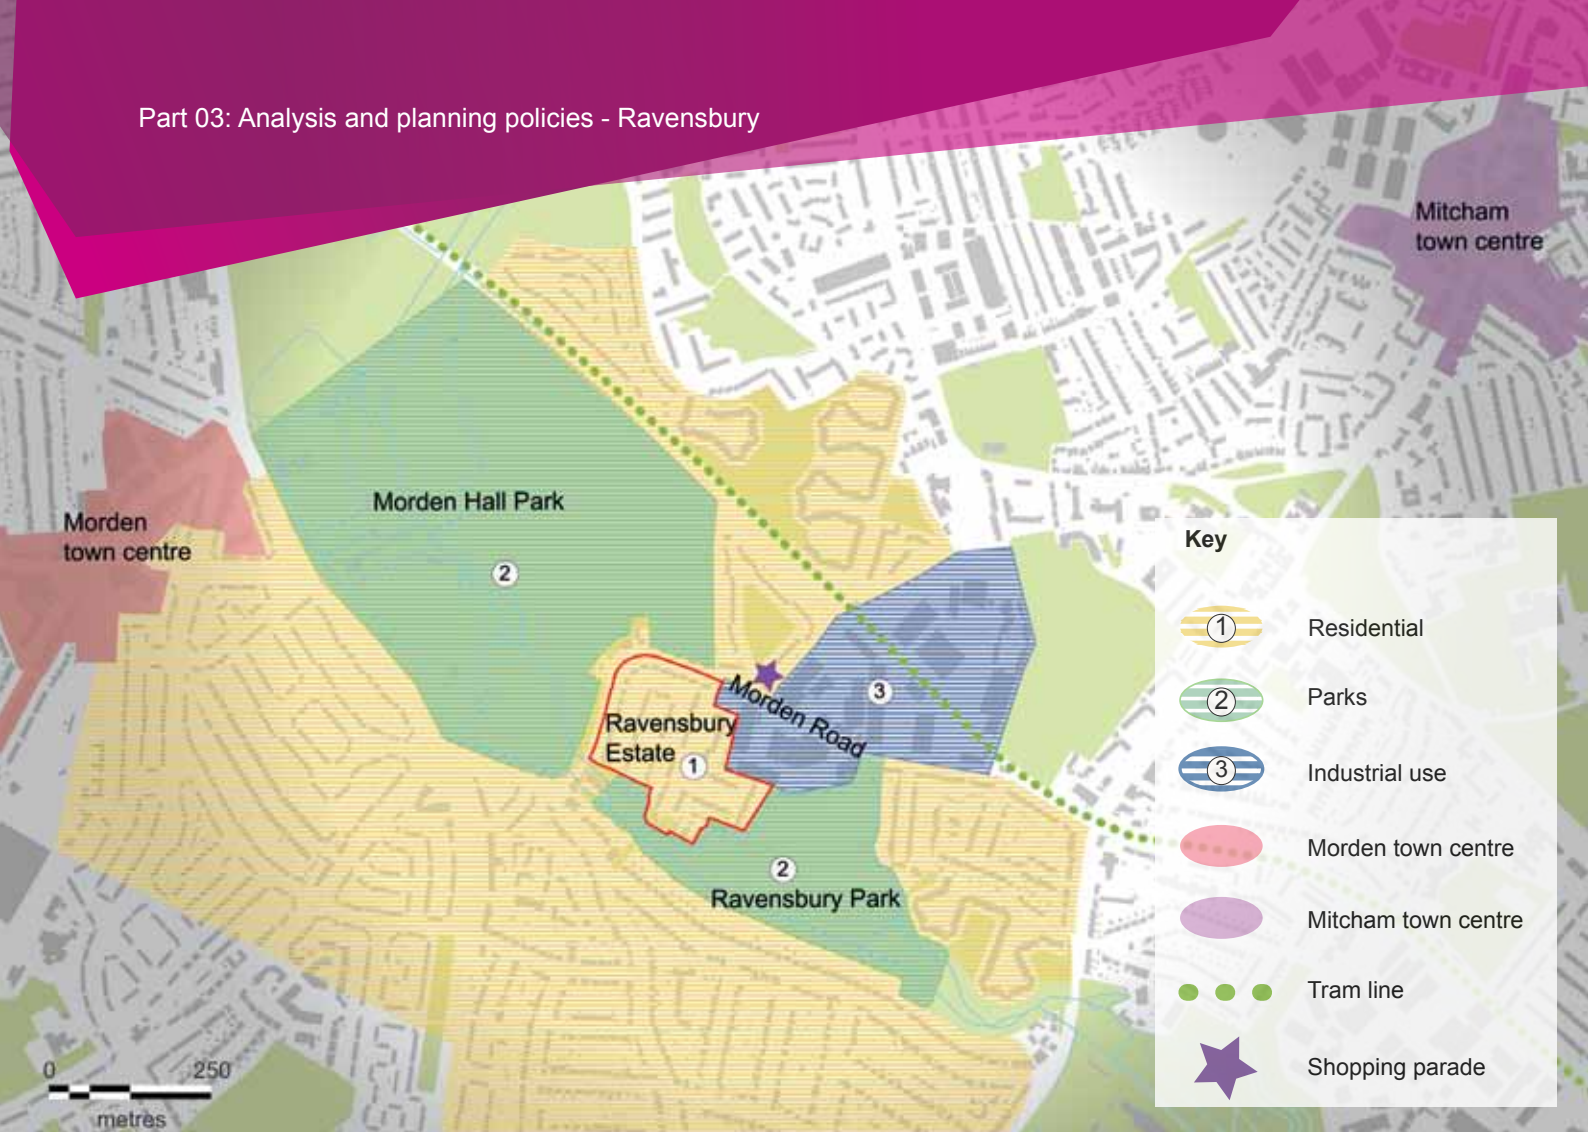 Part 03: Analysis and planning policies - Ravensbury
Mitcham
town centre
Morden Hall Park
2
Morden
town centre
Morden Road
3
Ravensbury
Estate
1
2
Ravensbury Park
Key
1 Residential
2 Parks
3 Industrial use
Morden town centre
Mitcham town centre
Tram line
Shopping parade
0 250
metres